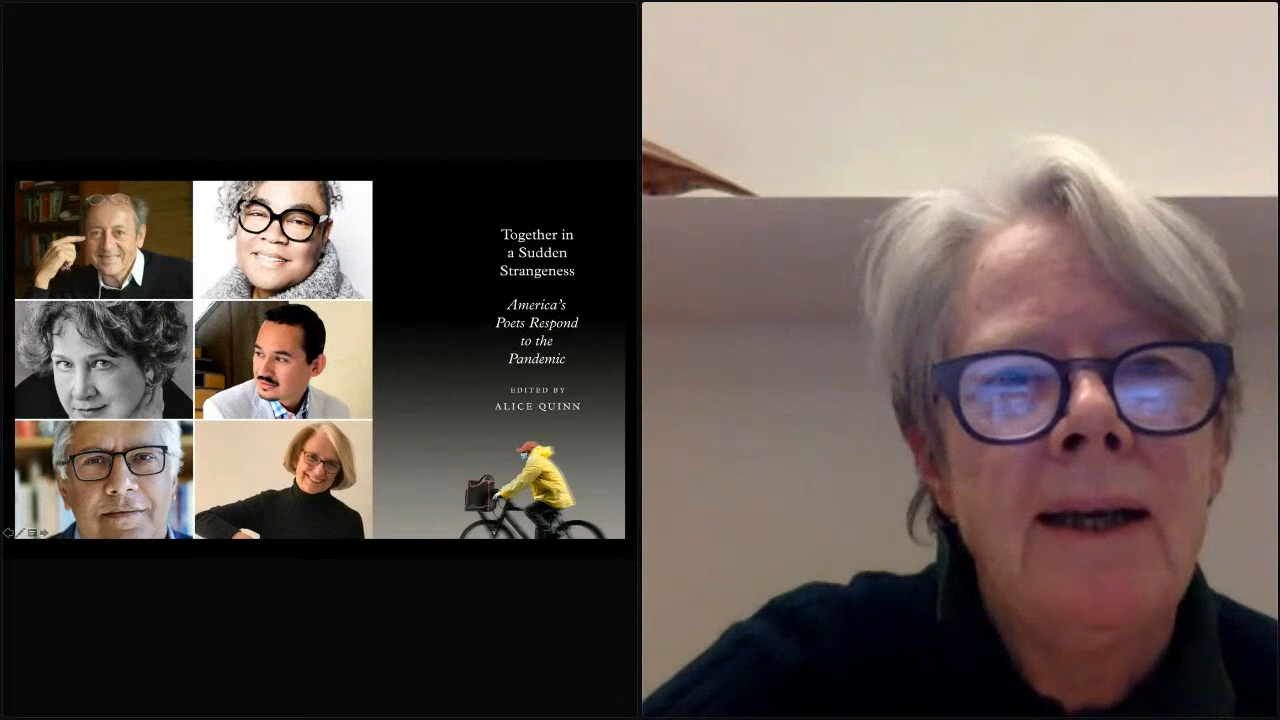 Together in
a Sudden
Strangeness
America's
Poets Respond
to the
Pandemic
EDITED BY
ALICE QUINN